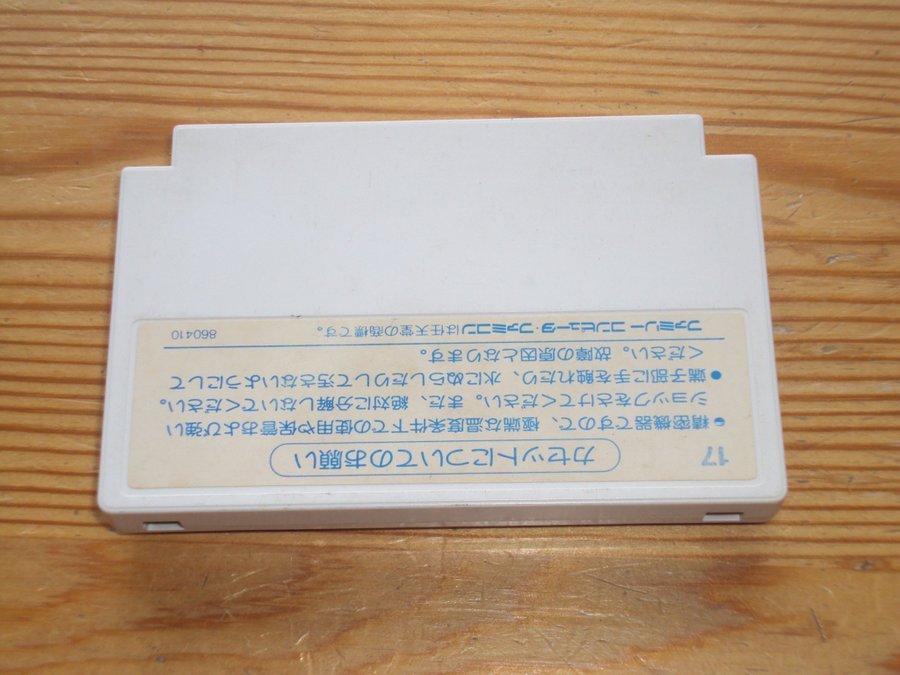 17
カセットについてのお願い
●精密機器ですので、極端な温度条件下での使用や保管および強い
ショックをさけてください。また、絶対に分解しないでください。
●端子部に手を触れたり、水にぬらしたりして汚さないようにして
ください。故障の原因となります。
ファミリーコンピュータ・ファミコンは任天堂の商標です。 860410